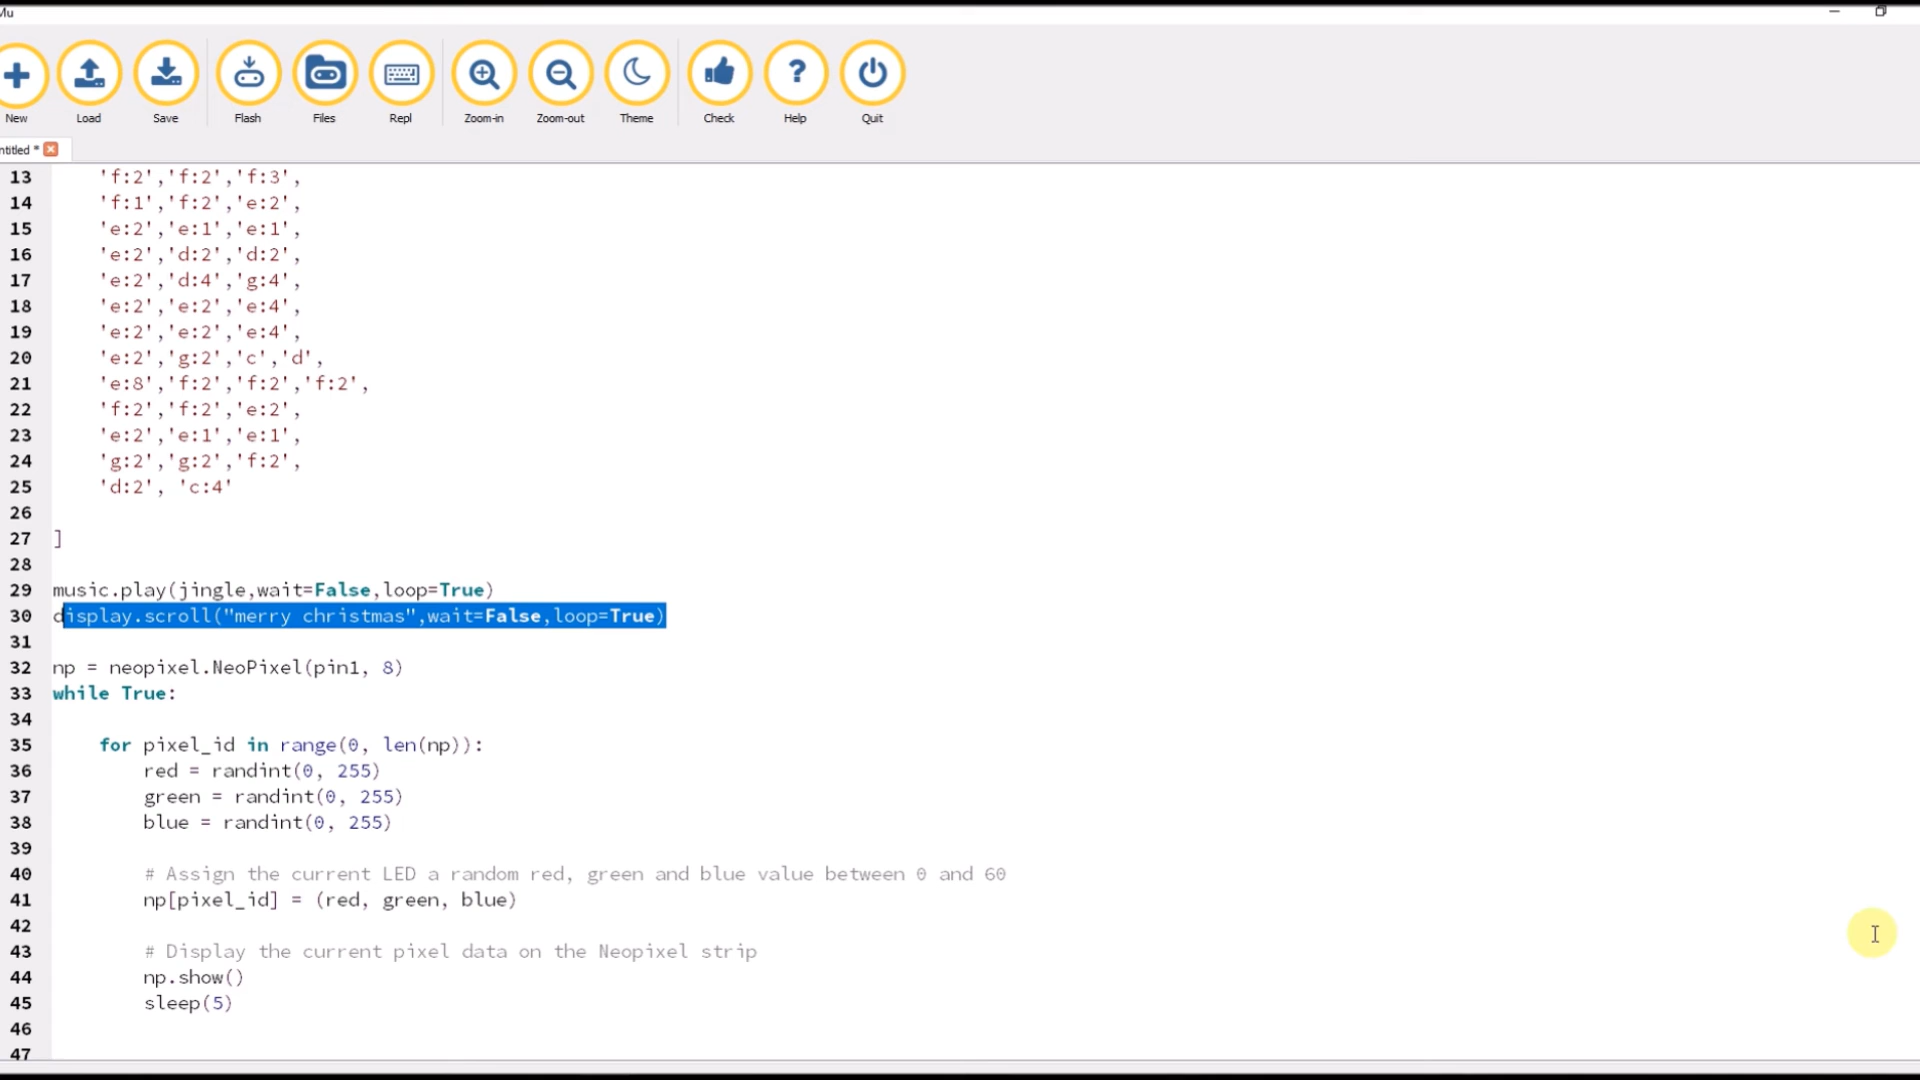 Mu
New Load Save Flash Files Repl Zoom-in Zoom-out Theme Check Help Quit
ntitled *
13 'f:2','f:2','f:3',
14 'f:1','f:2','e:2',
15 'e:2','e:1','e:1',
16 'e:2','d:2','d:2',
17 'e:2','d:4','g:4',
18 'e:2','e:2','e:4',
19 'e:2','e:2','e:4',
20 'e:2','g:2','c','d',
21 'e:8','f:2','f:2','f:2',
22 'f:2','f:2','e:2',
23 'e:2','e:1','e:1',
24 'g:2','g:2','f:2',
25 'd:2', 'c:4'
26
27 ]
28
29 music.play(jingle,wait=False,loop=True)
30 display.scroll("merry christmas",wait=False,loop=True)
31
32 np = neopixel.NeoPixel(pin1, 8)
33 while True:
34
35 for pixel_id in range(0, len(np)):
36 red = randint(0, 255)
37 green = randint(0, 255)
38 blue = randint(0, 255)
39
40 # Assign the current LED a random red, green and blue value between 0 and 60
41 np[pixel_id] = (red, green, blue)
42
43 # Display the current pixel data on the Neopixel strip
44 np.show()
45 sleep(5)
46
47